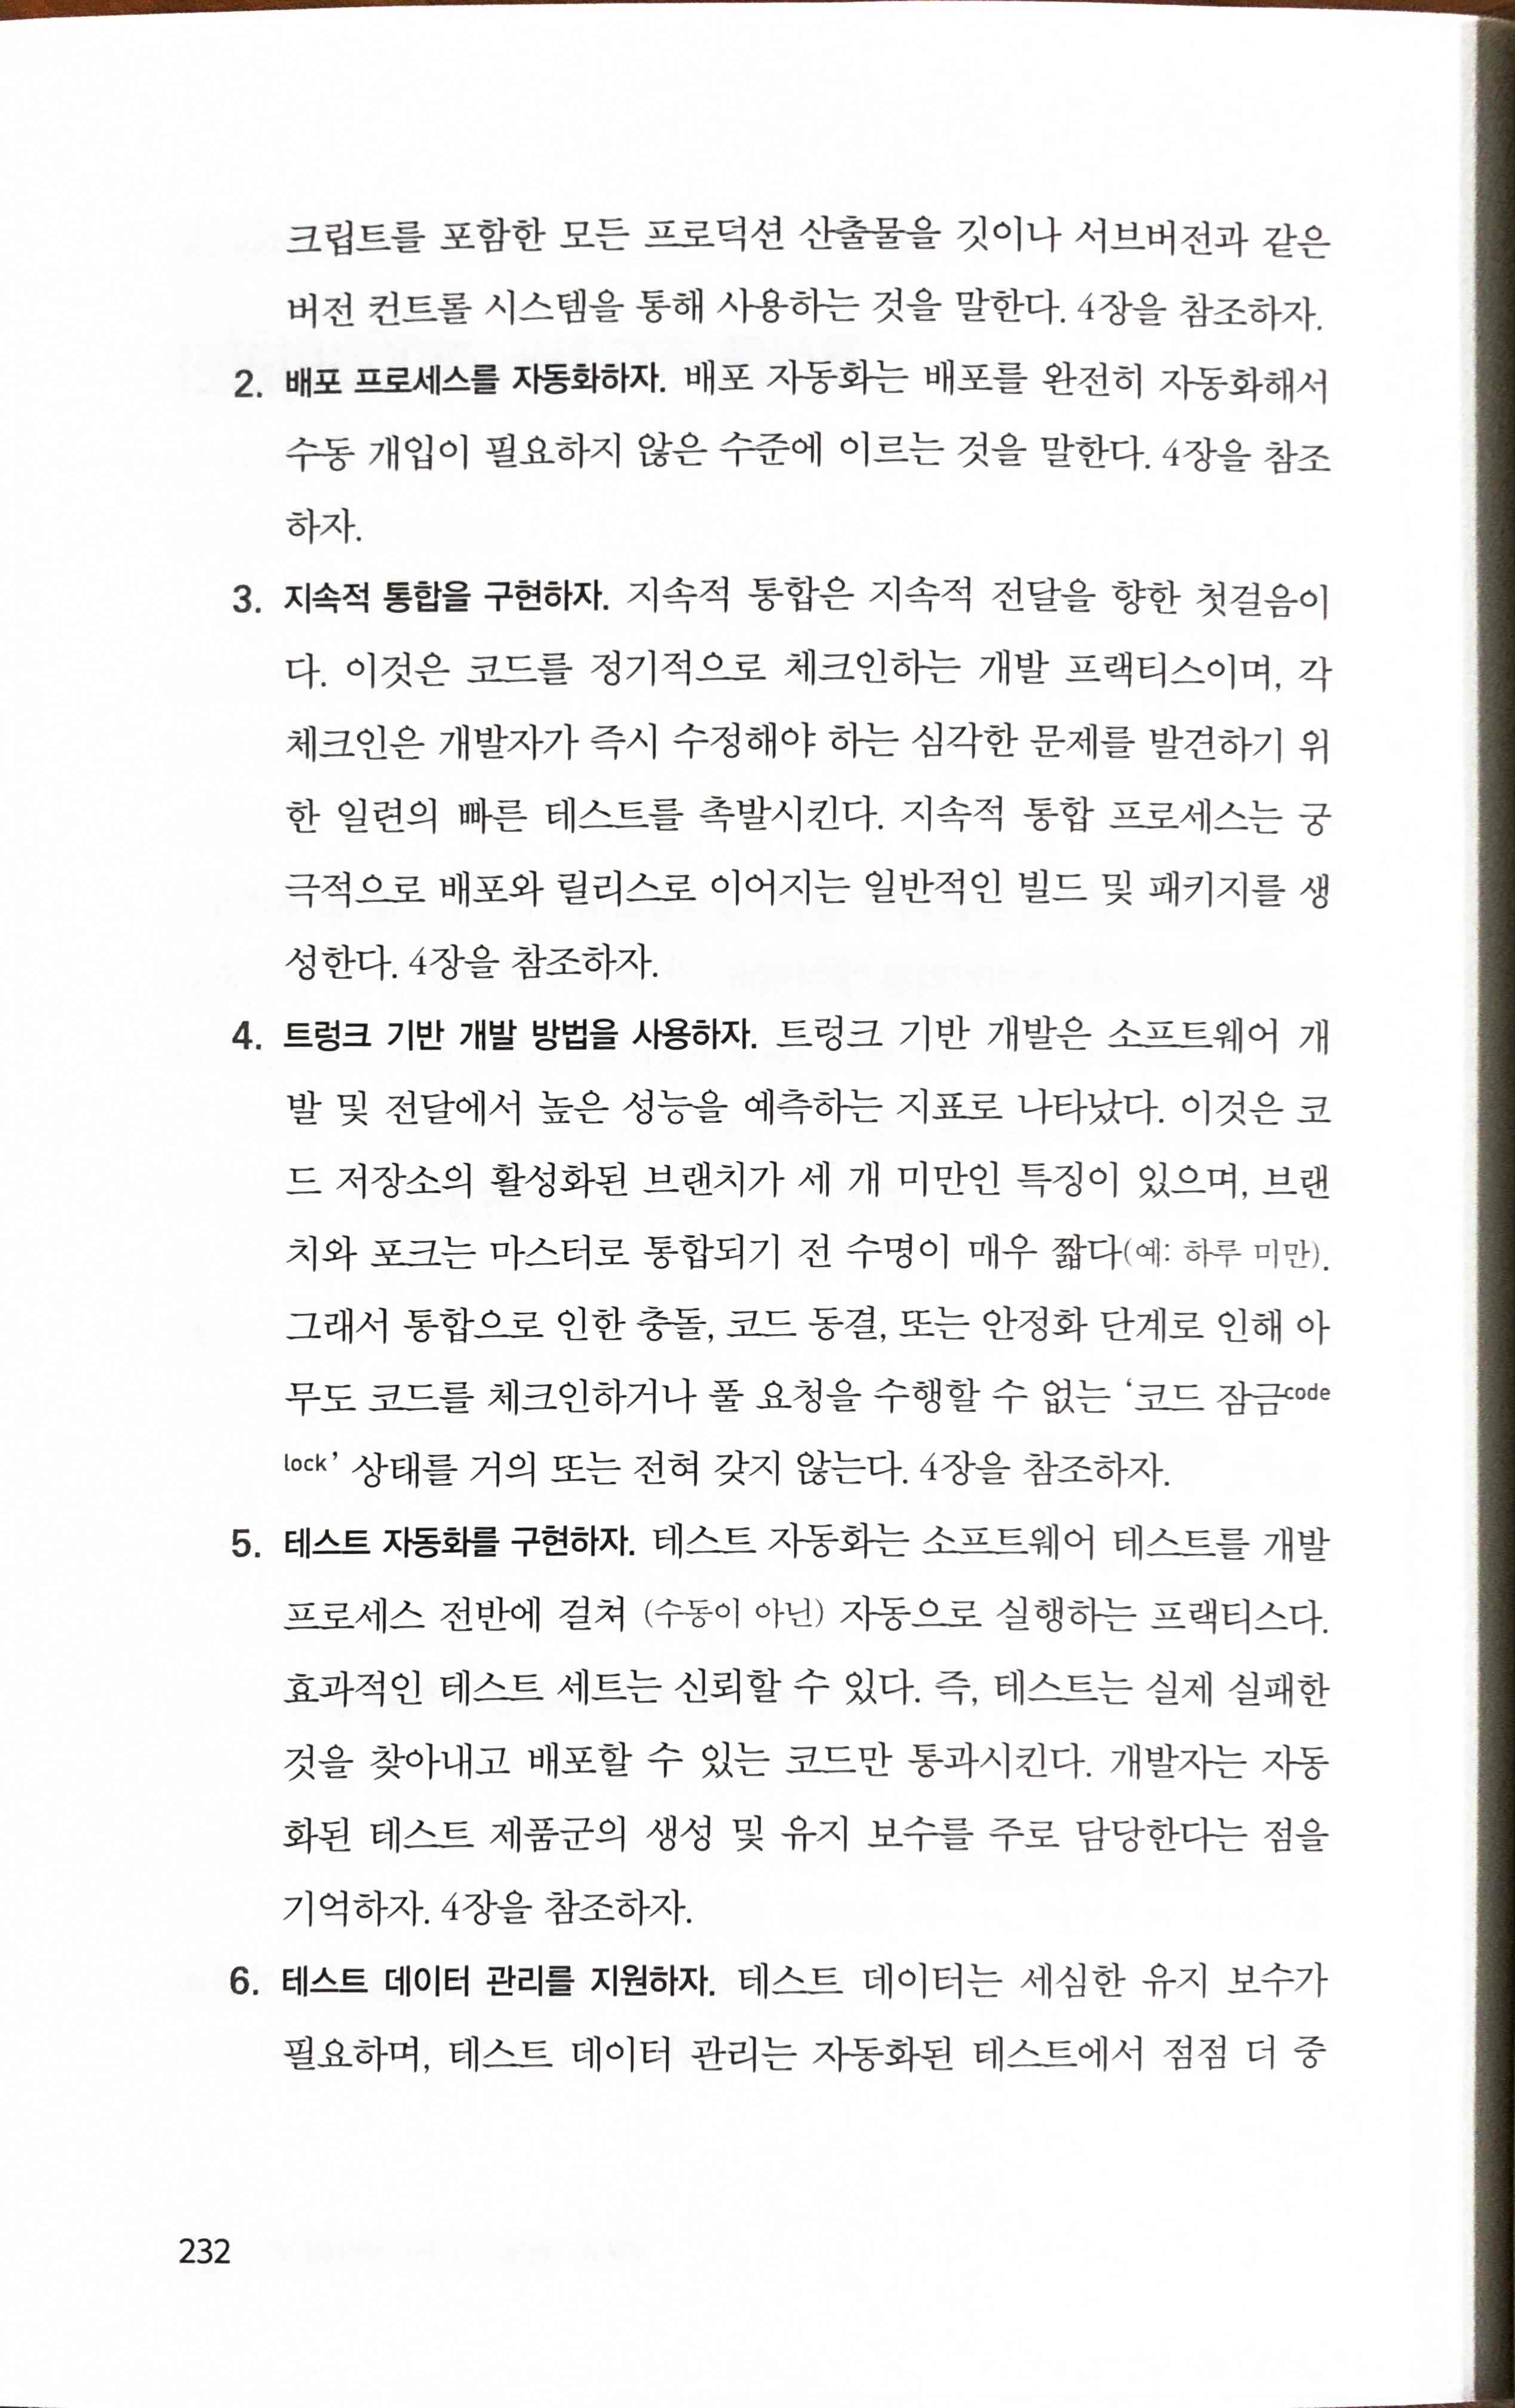 크립트를 포함한 모든 프로덕션 산출물을 깃이나 서브버전과 같은
버전 컨트롤 시스템을 통해 사용하는 것을 말한다. 4장을 참조하자.
2. 배포 프로세스를 자동화하자. 배포 자동화는 배포를 완전히 자동화해서
수동 개입이 필요하지 않은 수준에 이르는 것을 말한다. 4장을 참조
하자.
3. 지속적 통합을 구현하자. 지속적 통합은 지속적 전달을 향한 첫걸음이
다. 이것은 코드를 정기적으로 체크인하는 개발 프랙티스이며, 각
체크인은 개발자가 즉시 수정해야 하는 심각한 문제를 발견하기 위
한 일련의 빠른 테스트를 촉발시킨다. 지속적 통합 프로세스는 궁
극적으로 배포와 릴리스로 이어지는 일반적인 빌드 및 패키지를 생
성한다. 4장을 참조하자.
4. 트렁크 기반 개발 방법을 사용하자. 트렁크 기반 개발은 소프트웨어 개
발 및 전달에서 높은 성능을 예측하는 지표로 나타났다. 이것은 코
드 저장소의 활성화된 브랜치가 세 개 미만인 특징이 있으며, 브랜
치와 포크는 마스터로 통합되기 전 수명이 매우 짧다(예: 하루 미만).
그래서 통합으로 인한 충돌, 코드 동결, 또는 안정화 단계로 인해 아
무도 코드를 체크인하거나 풀 요청을 수행할 수 없는 ‘코드 잠금code
lock’ 상태를 거의 또는 전혀 갖지 않는다. 4장을 참조하자.
5. 테스트 자동화를 구현하자. 테스트 자동화는 소프트웨어 테스트를 개발
프로세스 전반에 걸쳐 (수동이 아닌) 자동으로 실행하는 프랙티스다.
효과적인 테스트 세트는 신뢰할 수 있다. 즉, 테스트는 실제 실패한
것을 찾아내고 배포할 수 있는 코드만 통과시킨다. 개발자는 자동
화된 테스트 제품군의 생성 및 유지 보수를 주로 담당한다는 점을
기억하자. 4장을 참조하자.
6. 테스트 데이터 관리를 지원하자. 테스트 데이터는 세심한 유지 보수가
필요하며, 테스트 데이터 관리는 자동화된 테스트에서 점점 더 중
232